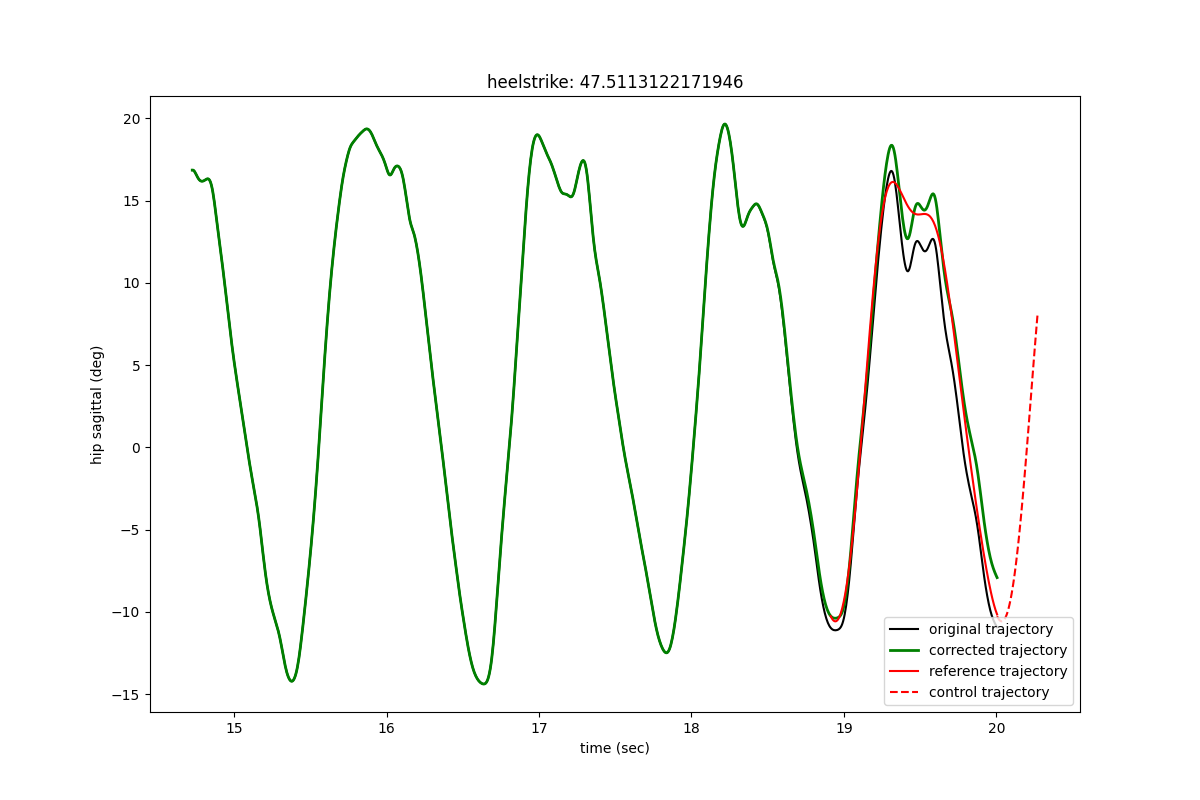 heelstrike: 47.5113122171946
hip sagittal (deg)
20
15
10
5
0
−5
−10
−15
15
16
17
18
19
20
time (sec)
original trajectory
corrected trajectory
reference trajectory
control trajectory